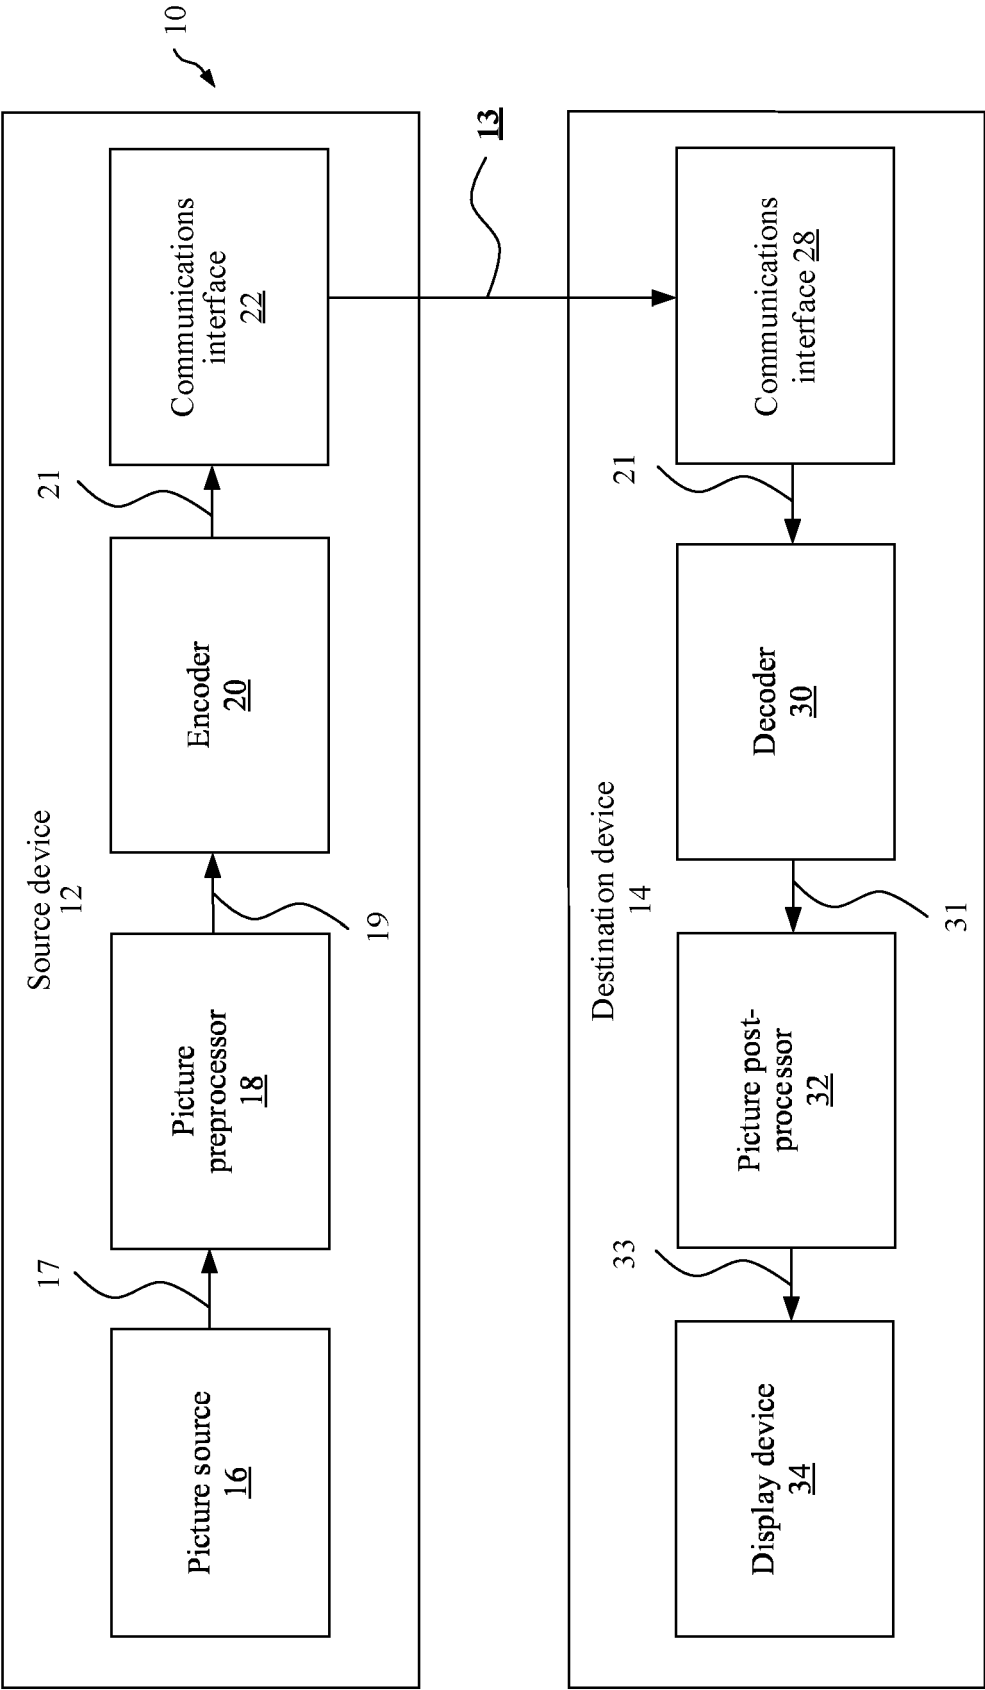 10
Source device
12
Picture source
16
17
Picture
preprocessor
18
19
Encoder
20
21
Communications
interface
22
13
Destination device
14
Communications
interface 28
21
Decoder
30
31
Picture post-
processor
32
33
Display device
34